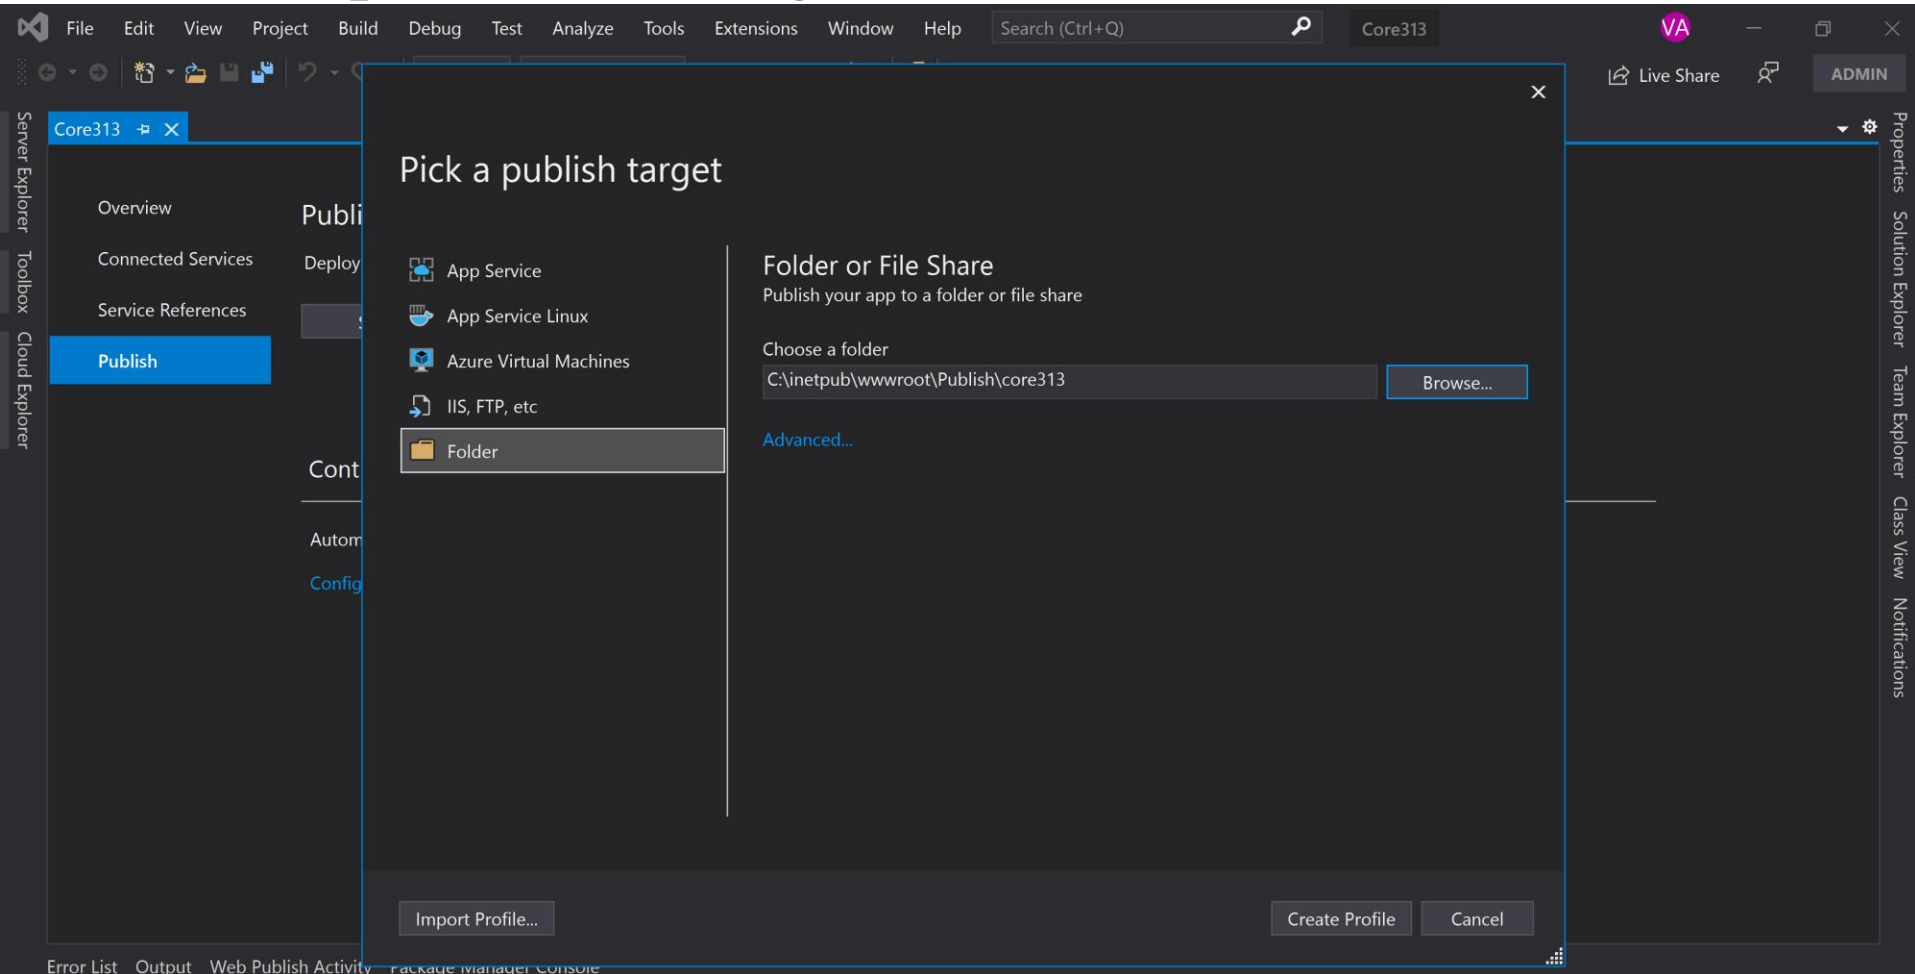 File Edit View Project Build Debug Test Analyze Tools Extensions Window Help Search (Ctrl+Q) Core313 VA
Live Share ADMIN
Server Explorer
Toolbox
Cloud Explorer
Core313
Overview
Connected Services
Service References
Publish
Publi
Deploy
Cont
Autom
Config
Pick a publish target
App Service
App Service Linux
Azure Virtual Machines
IIS, FTP, etc
Folder
Folder or File Share
Publish your app to a folder or file share
Choose a folder
C:\inetpub\wwwroot\Publish\core313
Browse...
Advanced...
Import Profile...
Create Profile
Cancel
Properties
Solution Explorer
Team Explorer
Class View
Notifications
Error List Output Web Publish Activity Package Manager Console